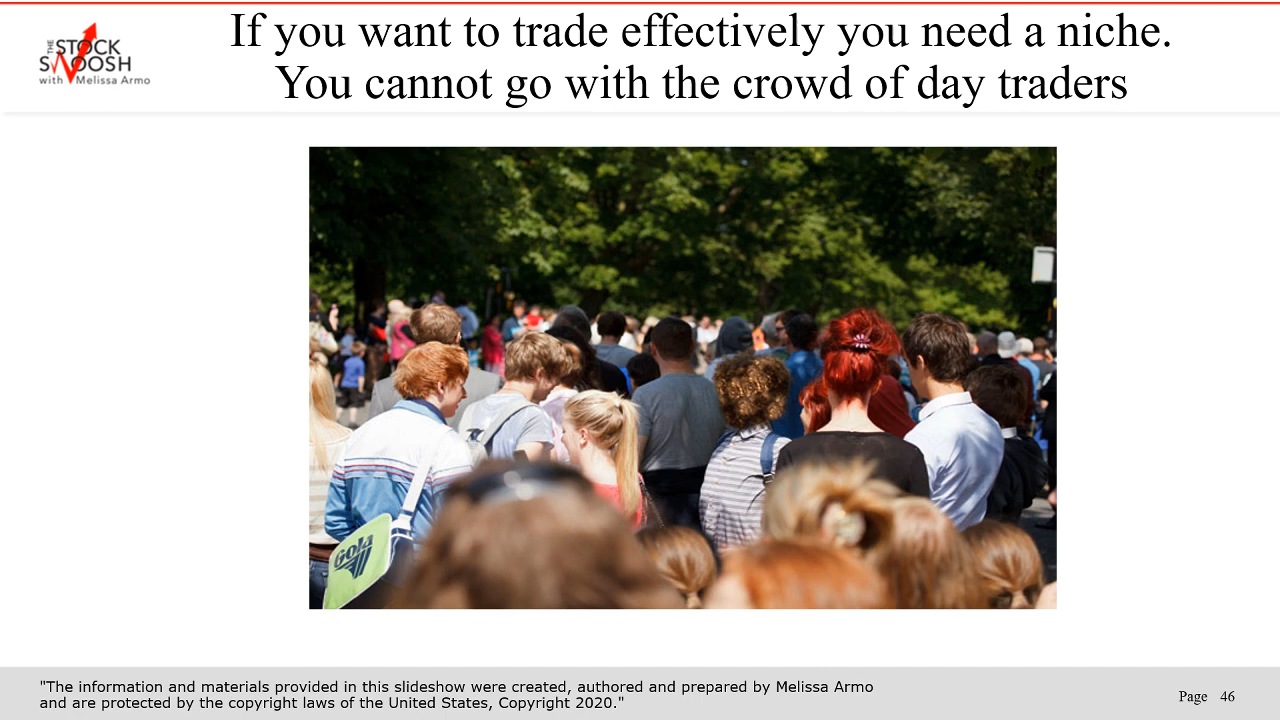 THE
STOCK
SWOOSH
with Melissa Armo
If you want to trade effectively you need a niche.
You cannot go with the crowd of day traders
GOLA
"The information and materials provided in this slideshow were created, authored and prepared by Melissa Armo
and are protected by the copyright laws of the United States, Copyright 2020."
Page 46